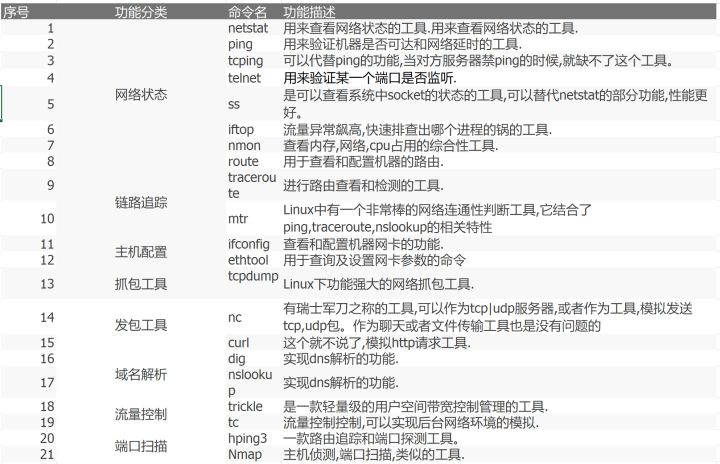 序号 功能分类 命令名 功能描述
1 netstat 用来查看网络状态的工具.用来查看网络状态的工具.
2 ping 用来验证机器是否可达和网络延时的工具.
3 tcping 可以代替ping的功能,当对方服务器禁ping的时候,就缺不了这个工具。
4 telnet 用来验证某一个端口是否监听.
网络状态
是可以查看系统中socket的状态的工具,可以替代netstat的部分功能,性能更
5 ss
好。
6 iftop 流量异常飙高,快速排查出哪个进程的锅的工具.
7 nmon 查看内存,网络,cpu占用的综合性工具.
8 route 用于查看和配置机器的路由.
tracerou
9 进行路由查看和检测的工具.
te
链路追踪
Linux中有一个非常棒的网络连通性判断工具,它结合了
10 mtr
ping,traceroute,nslookup的相关特性
11 ifconfig 查看和配置机器网卡的功能.
主机配置
12 ethtool 用于查询及设置网卡参数的命令
tcpdump
13 抓包工具 Linux下功能强大的网络抓包工具.
有瑞士军刀之称的工具,可以作为tcp|udp服务器,或者作为工具,模拟发送
14 发包工具 nc
tcp,udp包。作为聊天或者文件传输工具也是没有问题的
15 curl 这个就不说了,模拟http请求工具.
16 dig 实现dns解析的功能.
域名解析
nslooku
17 实现dns解析的功能.
p
18 trickle 是一款轻量级的用户空间带宽控制管理的工具.
流量控制
19 tc 流量控制控制,可以实现后台网络环境的模拟.
20 hping3 一款路由追踪和端口探测工具。
端口扫描
21 Nmap 主机侦测,端口扫描,类似的工具.